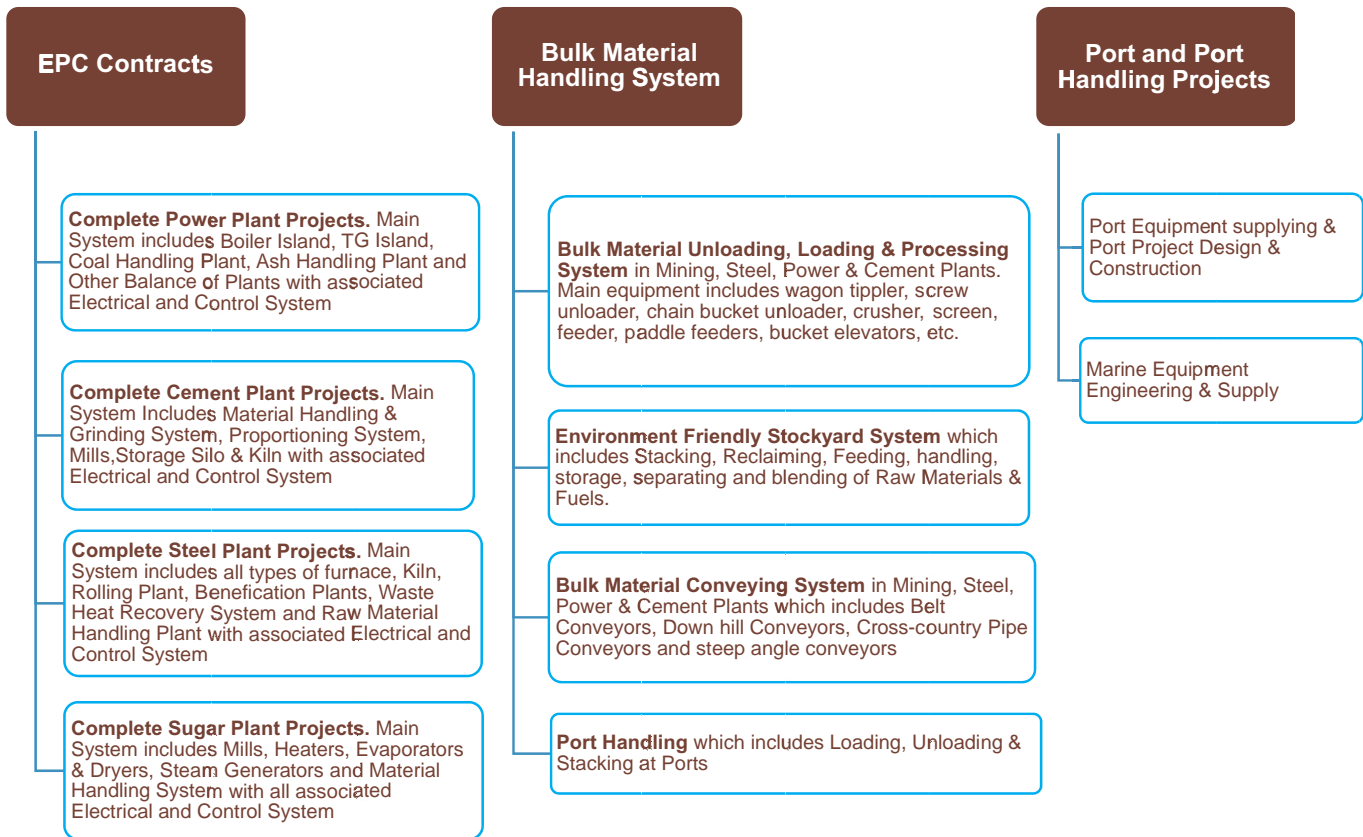 EPC Contracts
Complete Power Plant Projects. Main
System includes Boiler Island, TG Island,
Coal Handling Plant, Ash Handling Plant and
Other Balance of Plants with associated
Electrical and Control System
Complete Cement Plant Projects. Main
System Includes Material Handling &
Grinding System, Proportioning System,
Mills,Storage Silo & Kiln with associated
Electrical and Control System
Complete Steel Plant Projects. Main
System includes all types of furnace, Kiln,
Rolling Plant, Benefication Plants, Waste
Heat Recovery System and Raw Material
Handling Plant with associated Electrical and
Control System
Complete Sugar Plant Projects. Main
System includes Mills, Heaters, Evaporators
& Dryers, Steam Generators and Material
Handling System with all associated
Electrical and Control System
Bulk Material
Handling System
Bulk Material Unloading, Loading & Processing
System in Mining, Steel, Power & Cement Plants.
Main equipment includes wagon tippler, screw
unloader, chain bucket unloader, crusher, screen,
feeder, paddle feeders, bucket elevators, etc.
Environment Friendly Stockyard System which
includes Stacking, Reclaiming, Feeding, handling,
storage, separating and blending of Raw Materials &
Fuels.
Bulk Material Conveying System in Mining, Steel,
Power & Cement Plants which includes Belt
Conveyors, Down hill Conveyors, Cross-country Pipe
Conveyors and steep angle conveyors
Port Handling which includes Loading, Unloading &
Stacking at Ports
Port and Port
Handling Projects
Port Equipment supplying &
Port Project Design &
Construction
Marine Equipment
Engineering & Supply